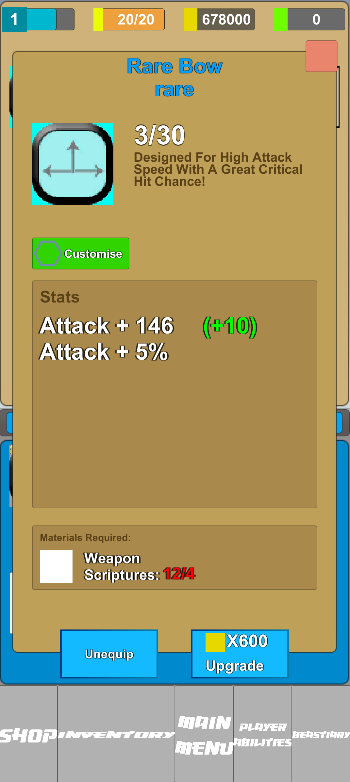 1
20/20
678000
0
Rare Bow
rare
3/30
Designed For High Attack
Speed With A Great Critical
Hit Chance!
Customise
Stats
Attack + 146 (+10)
Attack + 5%
Materials Required:
Weapon
Scriptures: 12/4
Unequip
X600
Upgrade
SHOP
INVENTORY
MAIN
MENU
PLAYER
ABILITIES
BEASTIARY